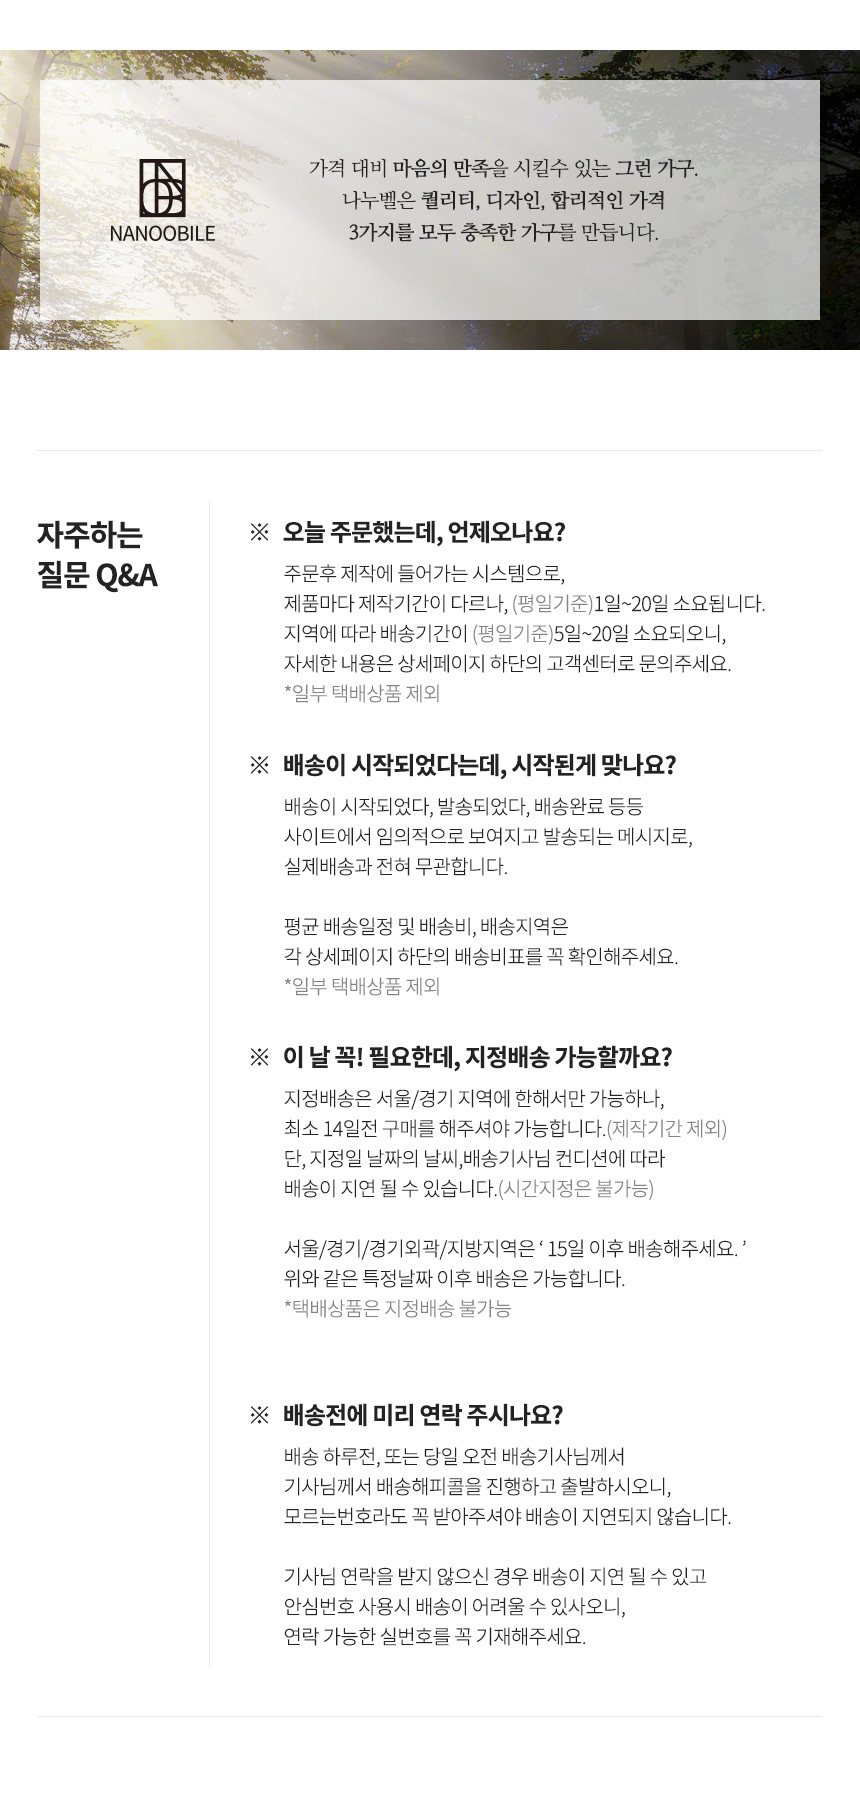 NANOOBILE
가격 대비 마음의 만족을 시킬수 있는 그런 가구.
나누벨은 퀄리티, 디자인, 합리적인 가격
3가지를 모두 충족한 가구를 만듭니다.
자주하는
질문 Q&A
※ 오늘 주문했는데, 언제오나요?
주문후 제작에 들어가는 시스템으로,
제품마다 제작기간이 다르나, (평일기준)1일~20일 소요됩니다.
지역에 따라 배송기간이 (평일기준)5일~20일 소요되오니,
자세한 내용은 상세페이지 하단의 고객센터로 문의주세요.
*일부 택배상품 제외
※ 배송이 시작되었다는데, 시작된게 맞나요?
배송이 시작되었다, 발송되었다, 배송완료 등등
사이트에서 임의적으로 보여지고 발송되는 메시지로,
실제배송과 전혀 무관합니다.
평균 배송일정 및 배송비, 배송지역은
각 상세페이지 하단의 배송비표를 꼭 확인해주세요.
*일부 택배상품 제외
※ 이 날 꼭! 필요한데, 지정배송 가능할까요?
지정배송은 서울/경기 지역에 한해서만 가능하나,
최소 14일전 구매를 해주셔야 가능합니다.(제작기간 제외)
단, 지정일 날짜의 날씨,배송기사님 컨디션에 따라
배송이 지연 될 수 있습니다.(시간지정은 불가능)
서울/경기/경기외곽/지방지역은 ‘ 15일 이후 배송해주세요. ’
위와 같은 특정날짜 이후 배송은 가능합니다.
*택배상품은 지정배송 불가능
※ 배송전에 미리 연락 주시나요?
배송 하루전, 또는 당일 오전 배송기사님께서
기사님께서 배송해피콜을 진행하고 출발하시오니,
모르는번호라도 꼭 받아주셔야 배송이 지연되지 않습니다.
기사님 연락을 받지 않으신 경우 배송이 지연 될 수 있고
안심번호 사용시 배송이 어려울 수 있사오니,
연락 가능한 실번호를 꼭 기재해주세요.